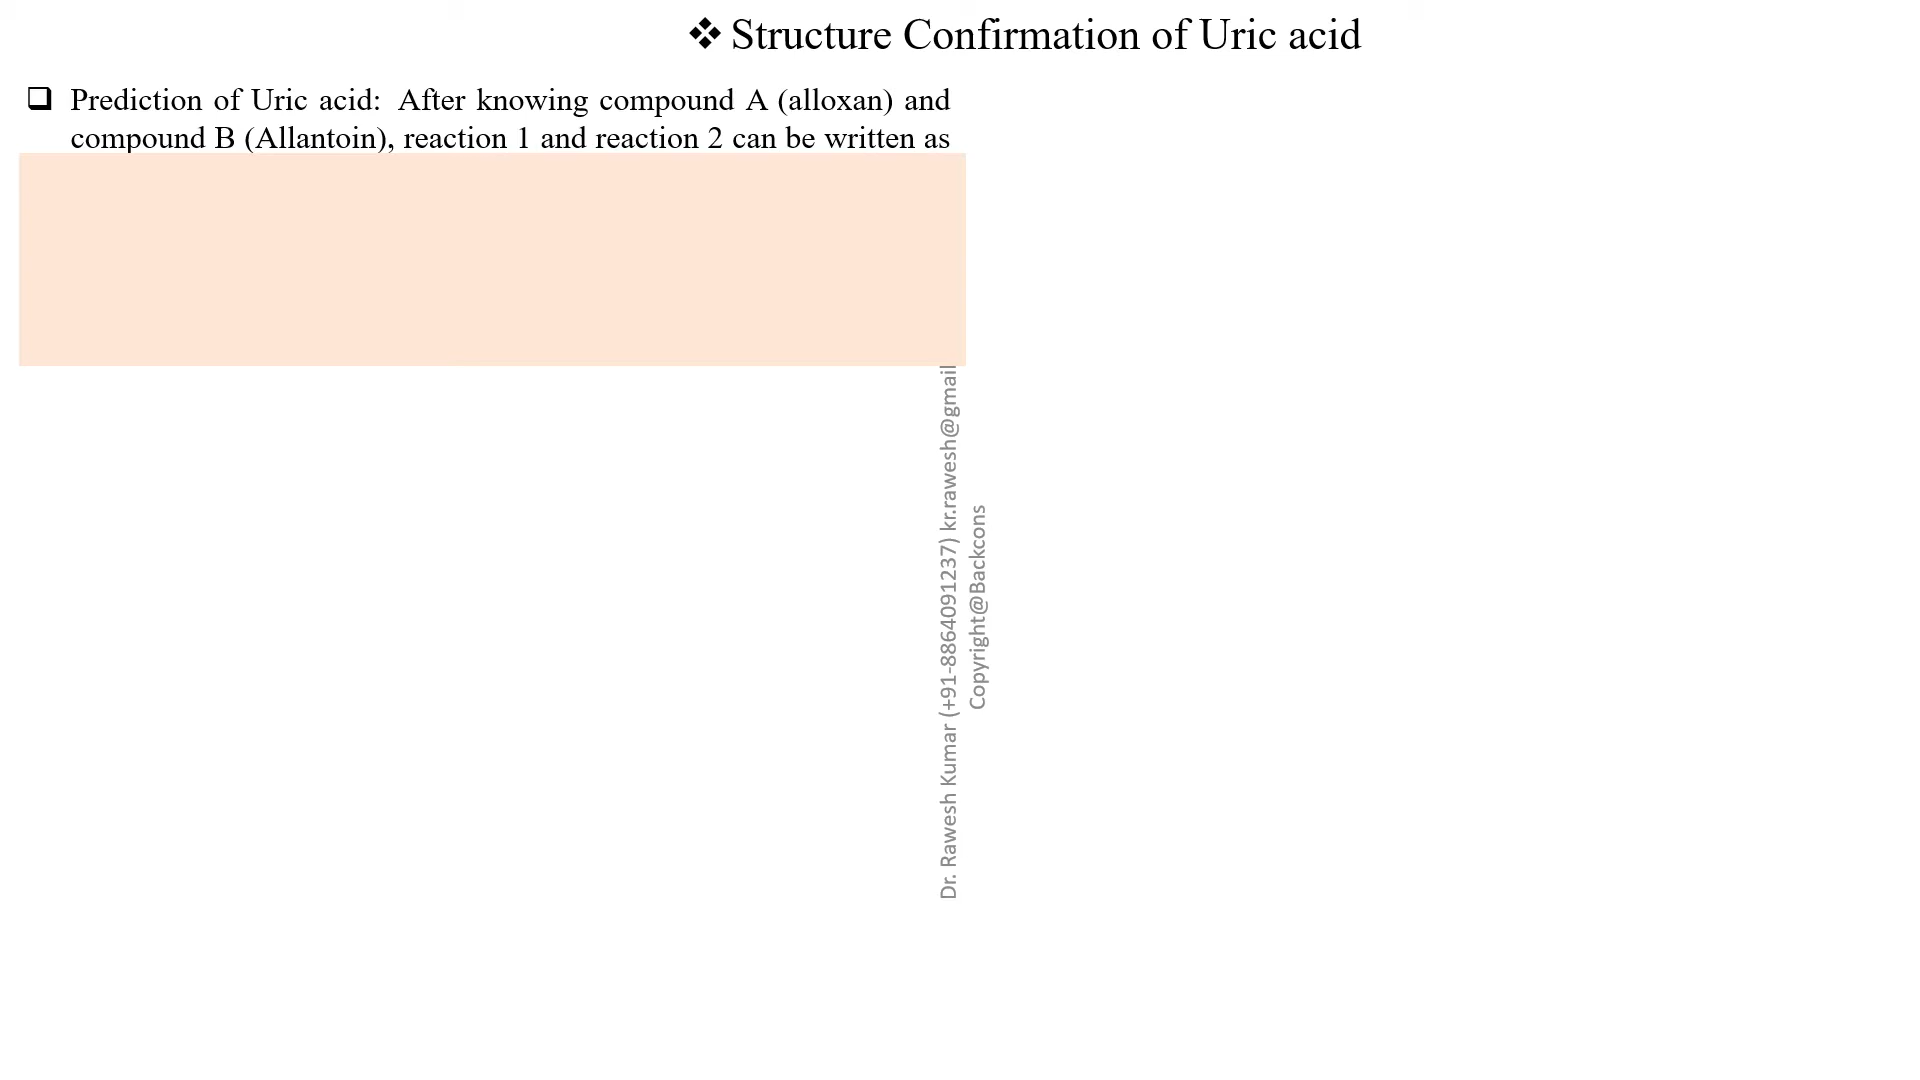 ❖ Structure Confirmation of Uric acid
❑ Prediction of Uric acid: After knowing compound A (alloxan) and
compound B (Allantoin), reaction 1 and reaction 2 can be written as
Dr. Rawesh Kumar (+91-8864091237) kr.rawesh@gmail
Copyright@Backcons